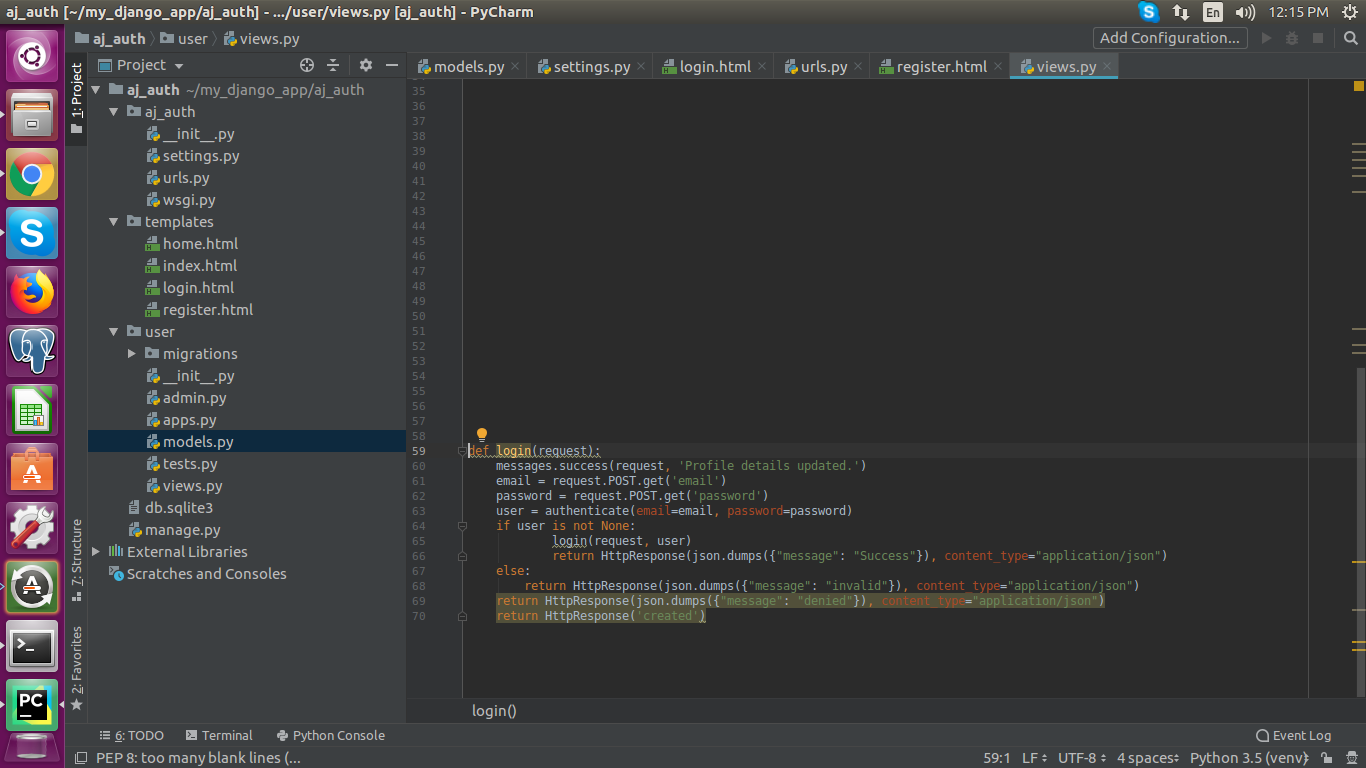 aj_auth [~/my_django_app/aj_auth] - .../user/views.py [aj_auth] - PyCharm
En
12:15 PM
aj_auth
user
views.py
Add Configuration...
Project
models.py
settings.py
login.html
urls.py
register.html
views.py
1: Project
7: Structure
2: Favorites
aj_auth ~/my_django_app/aj_auth
aj_auth
__init__.py
settings.py
urls.py
wsgi.py
templates
home.html
index.html
login.html
register.html
user
migrations
__init__.py
admin.py
apps.py
models.py
tests.py
views.py
db.sqlite3
manage.py
External Libraries
Scratches and Consoles
35
36
37
38
39
40
41
42
43
44
45
46
47
48
49
50
51
52
53
54
55
56
57
58
59 def login(request):
60 messages.success(request, 'Profile details updated.')
61 email = request.POST.get('email')
62 password = request.POST.get('password')
63 user = authenticate(email=email, password=password)
64 if user is not None:
65 login(request, user)
66 return HttpResponse(json.dumps({"message": "Success"}), content_type="application/json")
67 else:
68 return HttpResponse(json.dumps({"message": "invalid"}), content_type="application/json")
69 return HttpResponse(json.dumps({"message": "denied"}), content_type="application/json")
70 return HttpResponse('created')
login()
6: TODO
Terminal
Python Console
Event Log
PEP 8: too many blank lines (...
59:1
LF
UTF-8
4 spaces
Python 3.5 (venv)
S
A
A
PC